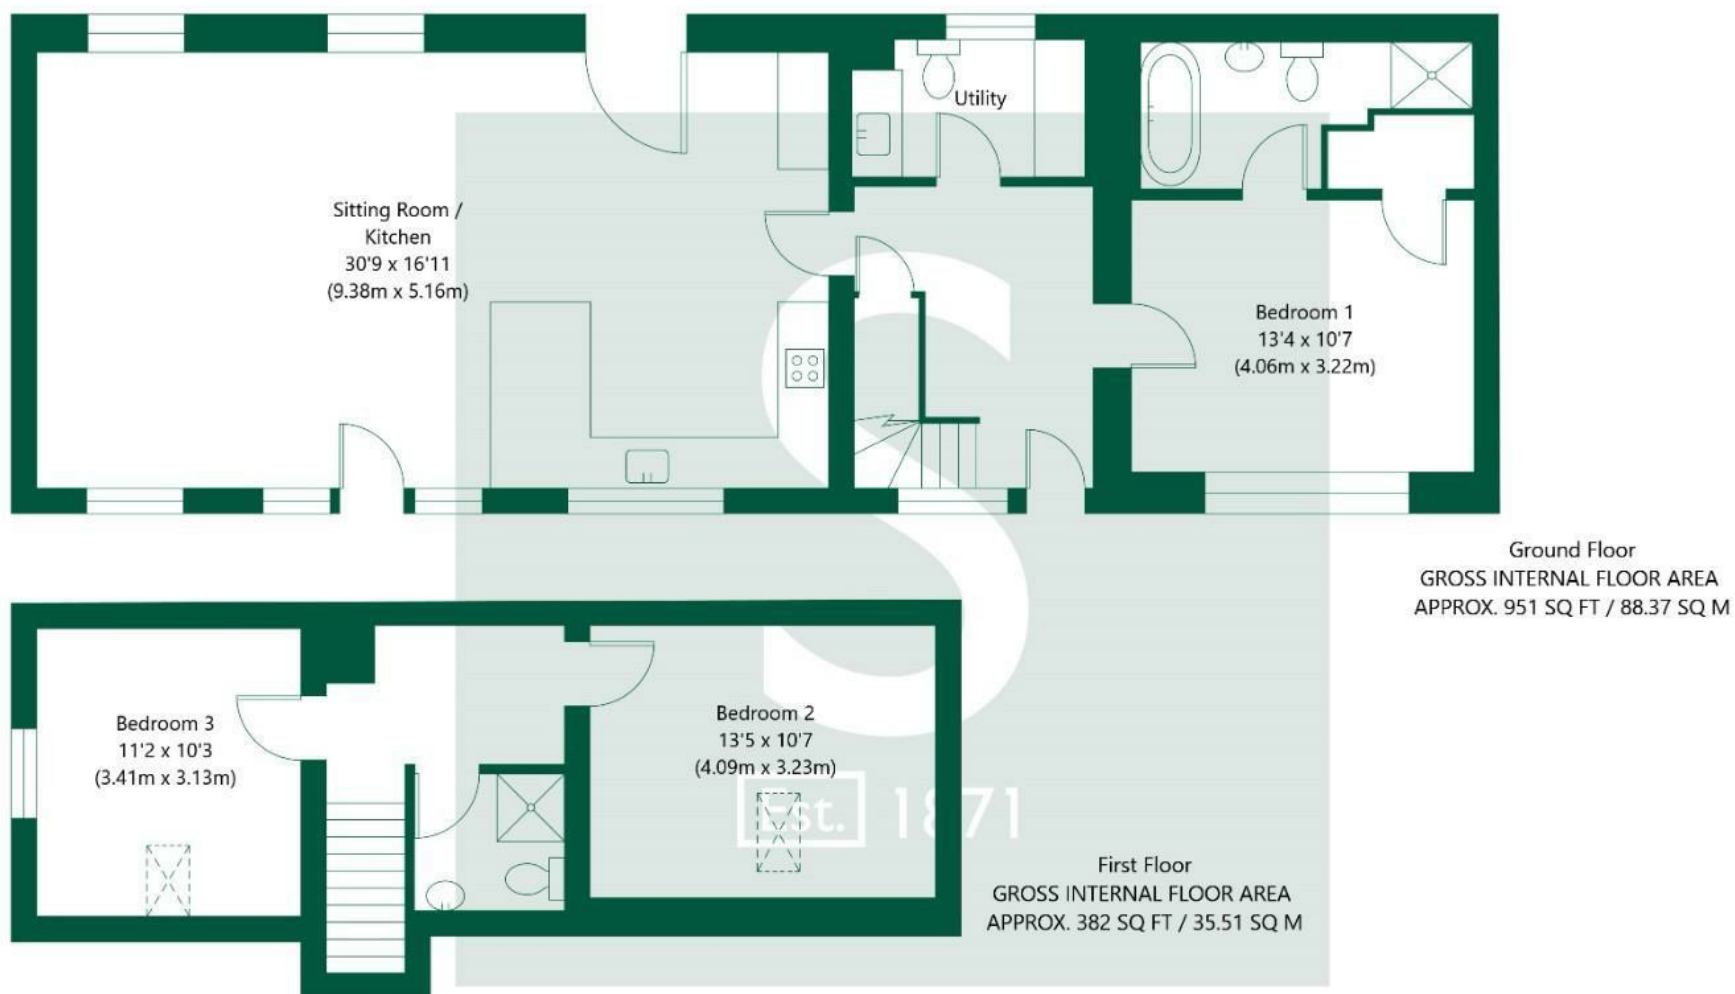 Sitting Room /
Kitchen
30'9 x 16'11
(9.38m x 5.16m)
Utility
Bedroom 1
13'4 x 10'7
(4.06m x 3.22m)
Ground Floor
GROSS INTERNAL FLOOR AREA
APPROX. 951 SQ FT / 88.37 SQ M
Bedroom 3
11'2 x 10'3
(3.41m x 3.13m)
Bedroom 2
13'5 x 10'7
(4.09m x 3.23m)
S
Est. 1871
First Floor
GROSS INTERNAL FLOOR AREA
APPROX. 382 SQ FT / 35.51 SQ M